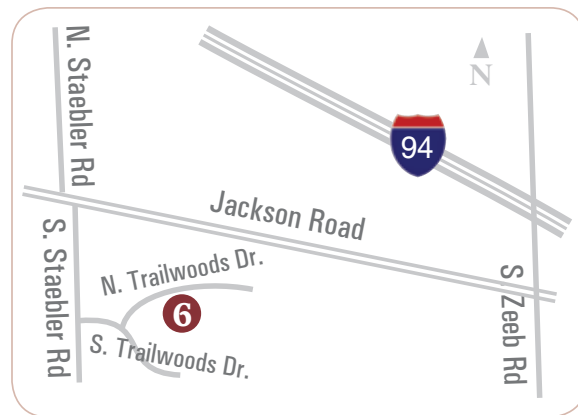 N. Staebler Rd
N
94
Jackson Road
S. Staebler Rd
N. Trailwoods Dr.
6
S. Trailwoods Dr.
S. Zeeb Rd